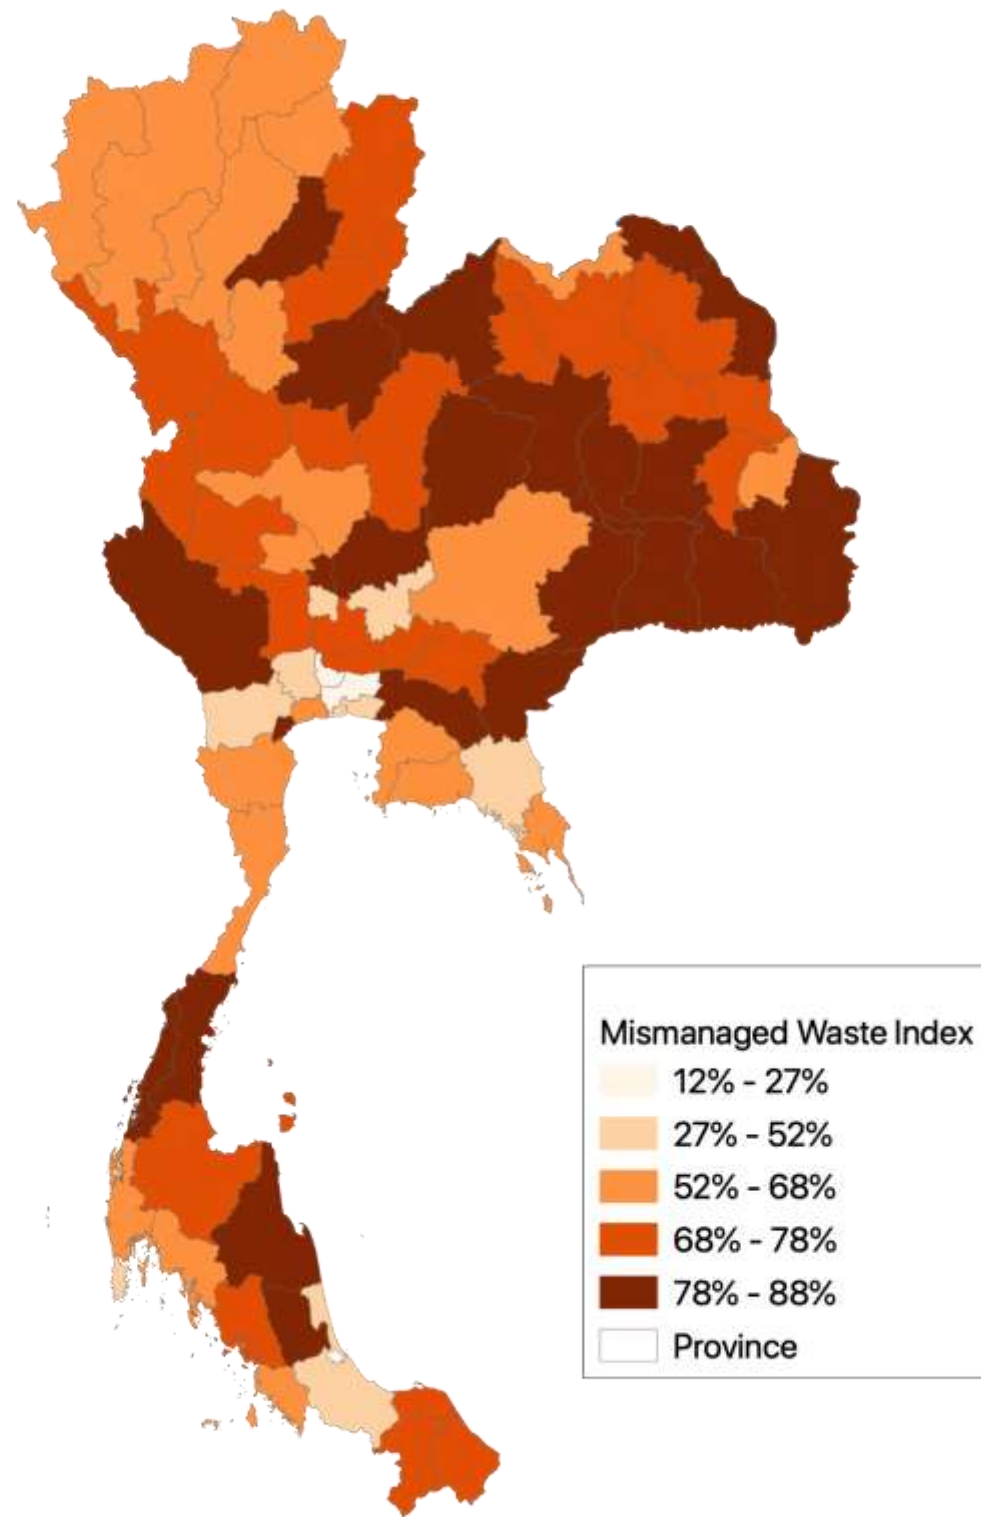 Mismanaged Waste Index
12% - 27%
27% - 52%
52% - 68%
68% - 78%
78% - 88%
Province